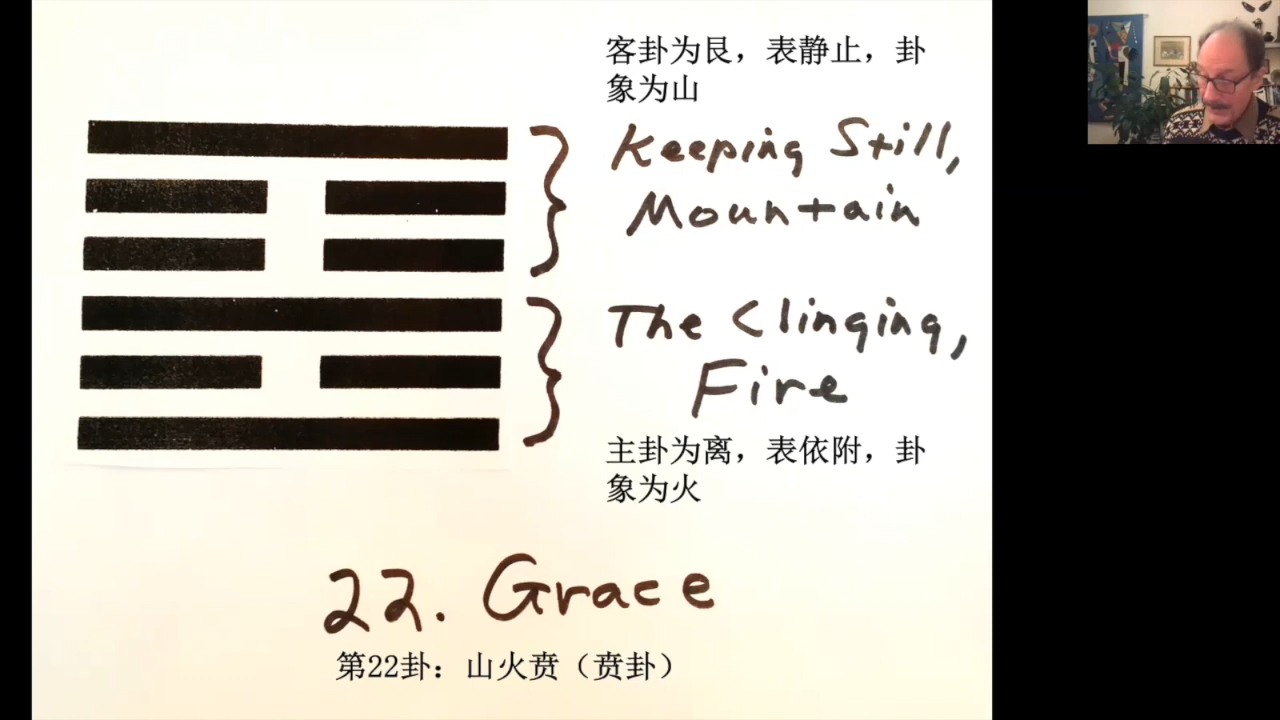 客卦为艮，表静止，卦
象为山
Keeping Still,
Mountain
The Clinging,
Fire
主卦为离，表依附，卦
象为火
22. Grace
第22卦：山火贲（贲卦）